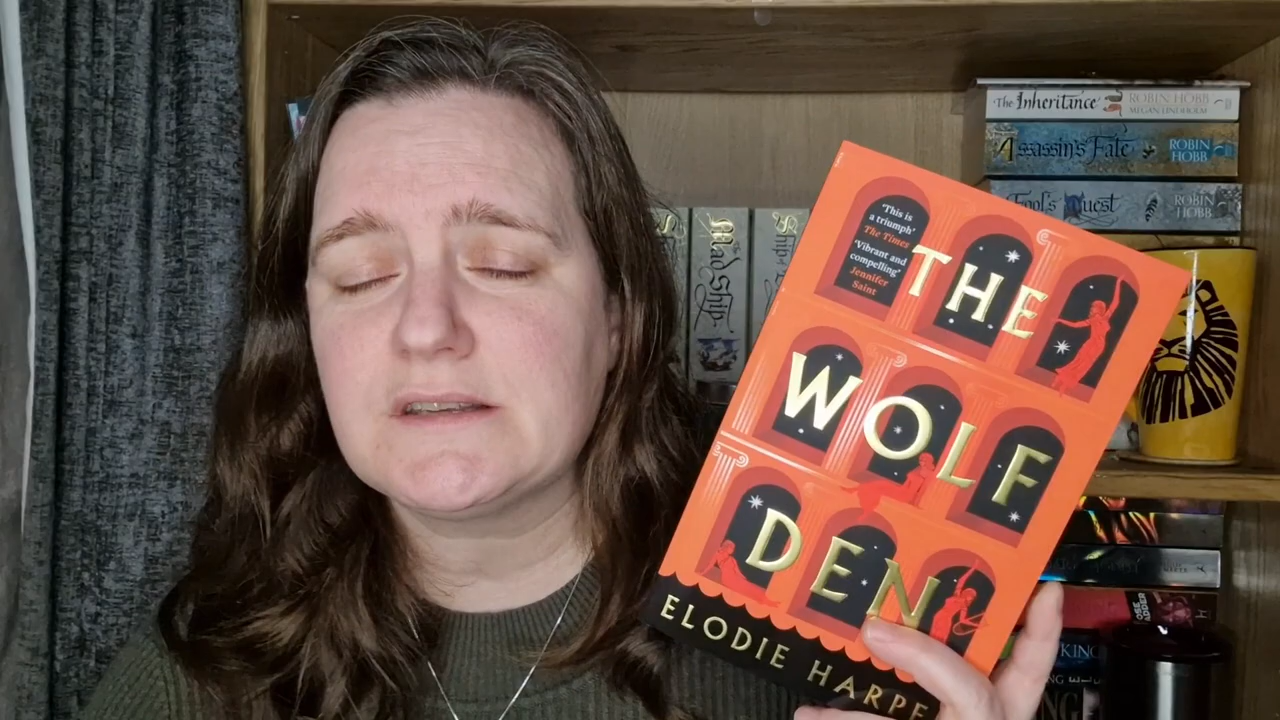 'This is
a triumph'
The Times
'Vibrant and
compelling'
Jennifer
Saint
THE
WOLF
DEN
ELODIE HARPE
The Inheritance
ROBIN HOBB
MEGAN LINDHOLM
Assassin's Fate
ROBIN
HOBB
Fool's Quest
ROBIN
HOBB
Mad Ship
KING